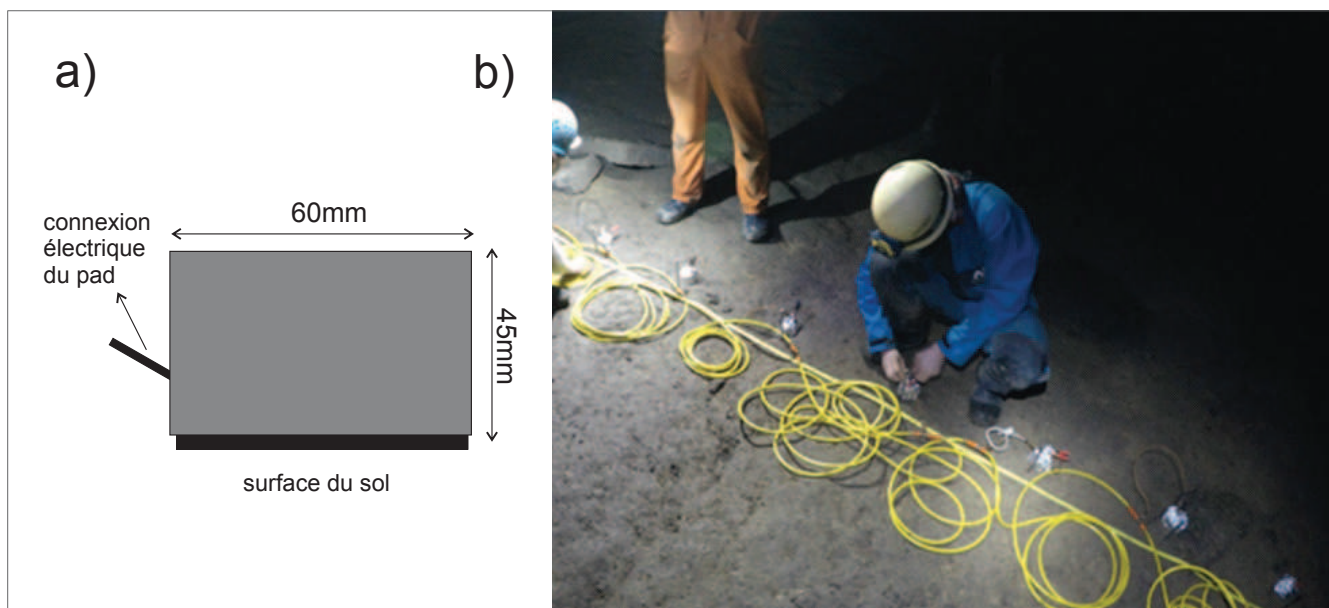 a)
b)
60mm
connexion
électrique
du pad
45mm
surface du sol